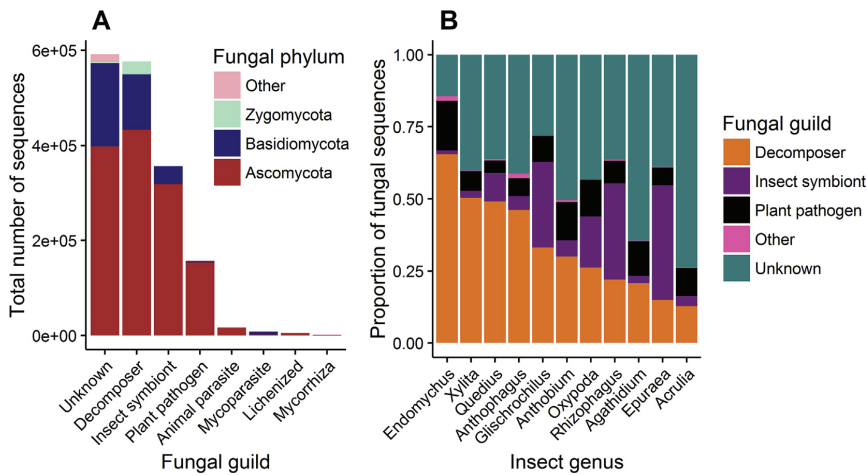 A
Total number of sequences
6e+05
4e+05
2e+05
0e+00
Fungal phylum
Other
Zygomycota
Basidiomycota
Ascomycota
Unknown
Decomposer
Insect symbiont
Plant pathogen
Animal parasite
Mycoparasite
Lichenized
Mycorrhiza
Fungal guild
B
Proportion of fungal sequences
1.00
0.75
0.50
0.25
0.00
Endomychus
Xylita
Quedius
Anthophagus
Glischrochilus
Anthobium
Oxypoda
Rhizophagus
Agathidium
Epuraea
Acrulia
Insect genus
Fungal guild
Decomposer
Insect symbiont
Plant pathogen
Other
Unknown